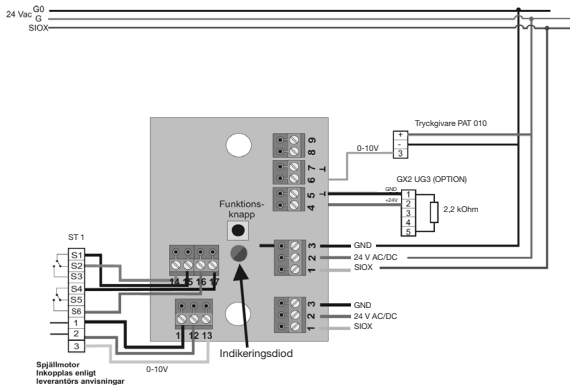 24 Vac G0
G
SIOX
Tryckgivare PAT 010
+
-
3
0-10V
GX2 UG3 (OPTION)
GND
+24V
1
2
3
4
5
2,2 kOhm
9
8
7
6
5
4
Funktions-
knapp
3 GND
2 24 V AC/DC
1 SIOX
3 GND
2 24 V AC/DC
1 SIOX
ST 1
S1
S2
S3
S4
S5
S6
1
2
3
14 15 16 17
11 12 13
0-10V
Indikeringsdiod
Spjällmotor
Inkopplas enligt
leverantörs anvisningar